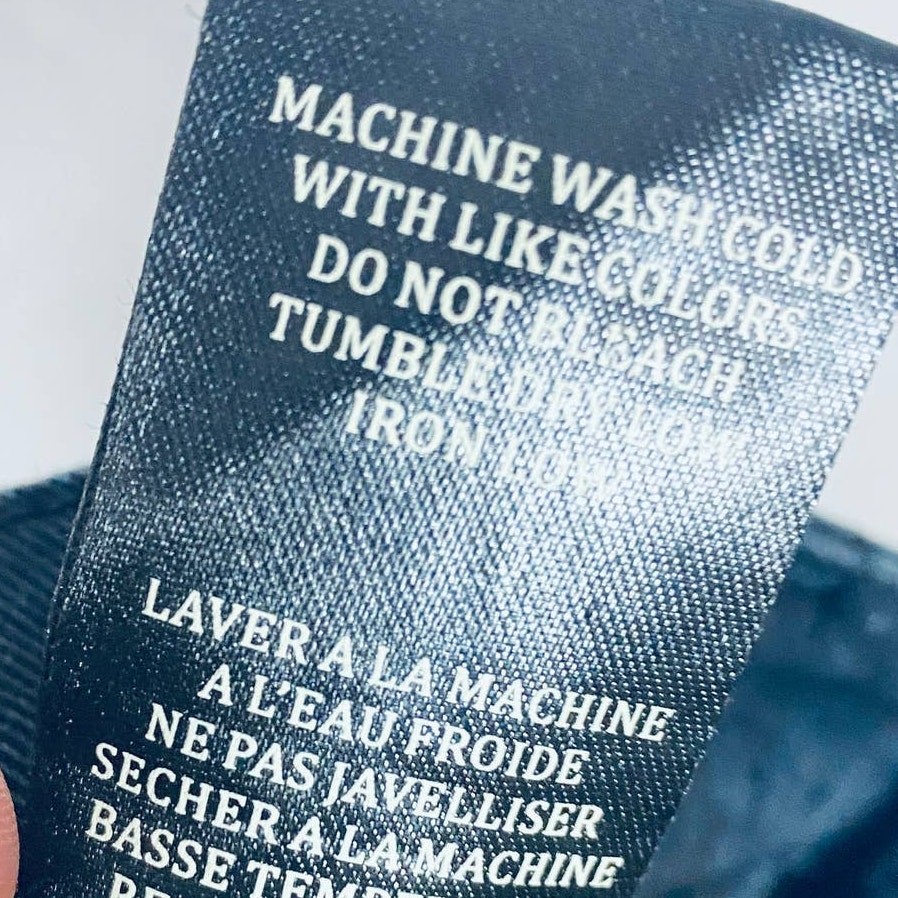 MACHINE WASH COLD
WITH LIKE COLORS
DO NOT BLEACH
TUMBLE DRY LOW
IRON LOW
LAVER A LA MACHINE
A L'EAU FROIDE
NE PAS JAVELLISER
SECHER A LA MACHINE
BASSE